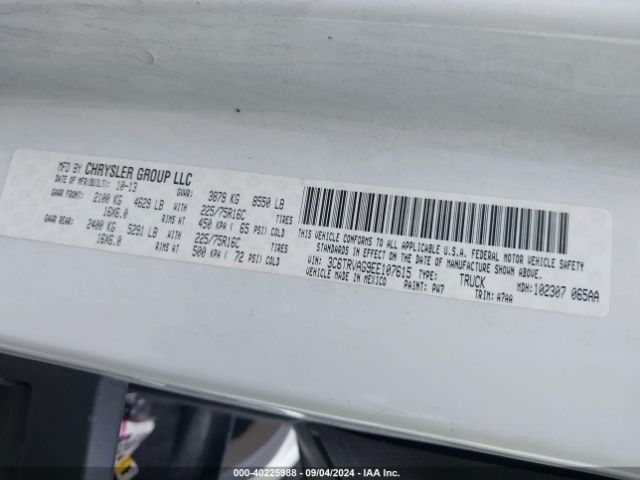 MFD BY CHRYSLER GROUP LLC
DATE OF MFR(BUILT): 10-13 GVWR: 3879 KG 8550 LB
GAWR FRONT: 2100 KG 4629 LB WITH 225/75R16C TIRES
16X6.0 RIMS AT 450 KPA ( 65 PSI) COLD
GAWR REAR: 2400 KG 5291 LB WITH 225/75R16C TIRES
16X6.0 RIMS AT 500 KPA ( 72 PSI) COLD
THIS VEHICLE CONFORMS TO ALL APPLICABLE U.S.A. FEDERAL MOTOR VEHICLE SAFETY
STANDARDS IN EFFECT ON THE DATE OF MANUFACTURE SHOWN ABOVE.
VIN: 3C6TRVAG9EE107615 TYPE: TRUCK MDH: 102307 065AA
VEHICLE MADE IN MEXICO PAINT: PW7 TRIM: A7AA
000-40225988 - 09/04/2024 - IAAI.COM